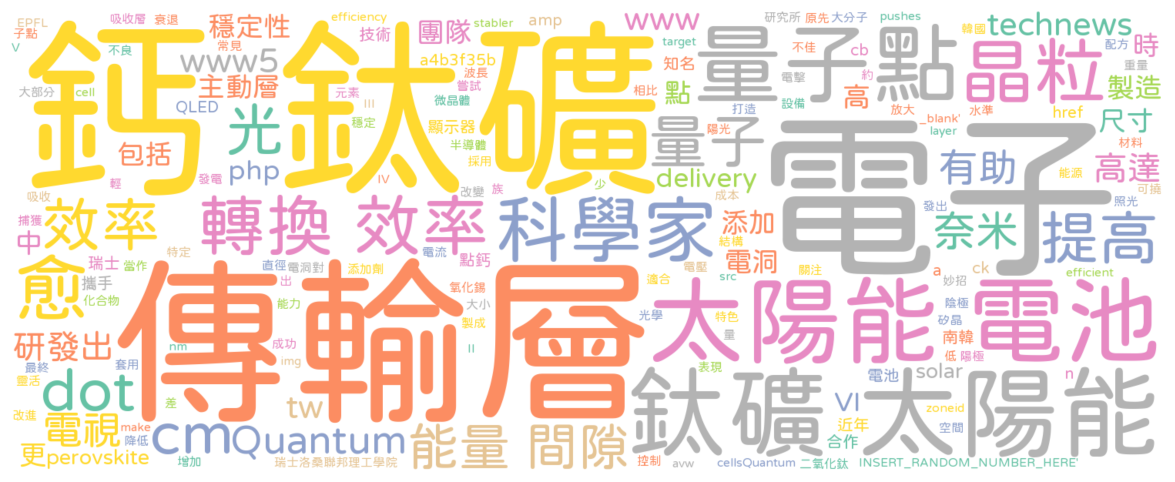 EPFL 吸收層 衰退 穩定性 efficiency stabler amp www 研究所 原先 大分子 pushes 韓國 technews
子點 V 不良 常見 www5 技術 團隊 a4b3f35b target 知名 量子點 cb 不佳 電擊 約 晶粒 配方 重量 時
大部分 cell QLED 主動層 元素 III 波長 嘗試 微晶體 相比 點 打造 設備 高 放大 水準 製造
鈣鈦礦
包括 光 php 穩定 顯示器 半導體 採用 量子 陽光 _blank' layer href 尺寸 材料
吸收 輕 發電 IV 族 改變 少 delivery 成本 電子 有助 能源 高達 可撓
捕獲 中 效率 轉換 效率 科學家 添加 結構 發出 奈米 照光 提高
愈 瑞士 當作 特定 電流 點鈣 電洞 電壓 關注 a ck efficient
攜手 直徑 電洞對 添加劑 氧化錫 適合 src 妙招 陰極
化合物 出 能力 大小 製成 光學 特色 量 矽晶
傳輸層 太陽能 電池
研發出 nm 成功 img II 表現 南韓 低 陽極
最終 套用 靈活 dot 差 tw 鈦礦 太陽能 電池 solar n
改進 電視 make cm Quantum 能量 間隙 VI 近年 zoneid 空間
更 perovskite 降低 增加 瑞士洛桑聯邦理工學院 控制 avw cellsQuantum 合作 二氧化鈦 INSERT_RANDOM_NUMBER_HERE'